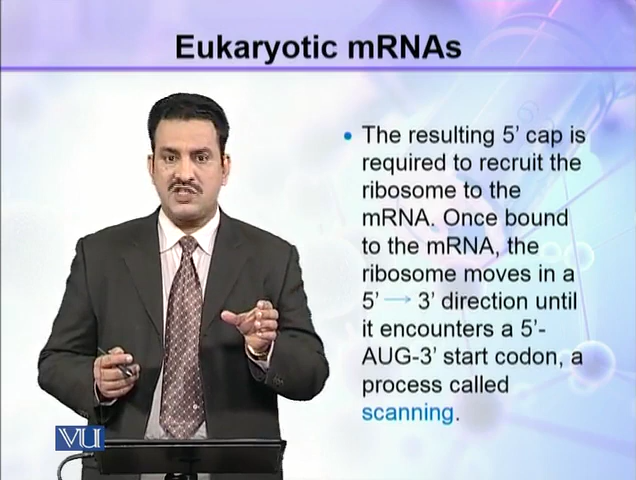 Eukaryotic mRNAs
• The resulting 5’ cap is
required to recruit the
ribosome to the
mRNA. Once bound
to the mRNA, the
ribosome moves in a
5’ → 3’ direction until
it encounters a 5’-
AUG-3’ start codon, a
process called
scanning.
VU